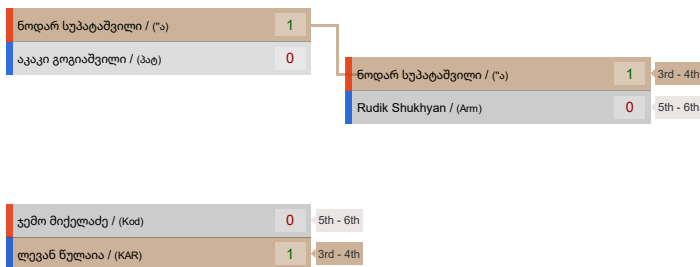 ნოდარ სუპატაშვილი / ("ა) 1
აკაკი გოგიაშვილი / (პატ) 0
ნოდარ სუპატაშვილი / ("ა) 1 3rd - 4th
Rudik Shukhyan / (Arm) 0 5th - 6th
ჯემო მიქელაძე / (Kod) 0 5th - 6th
ლევან წულაია / (KAR) 1 3rd - 4th